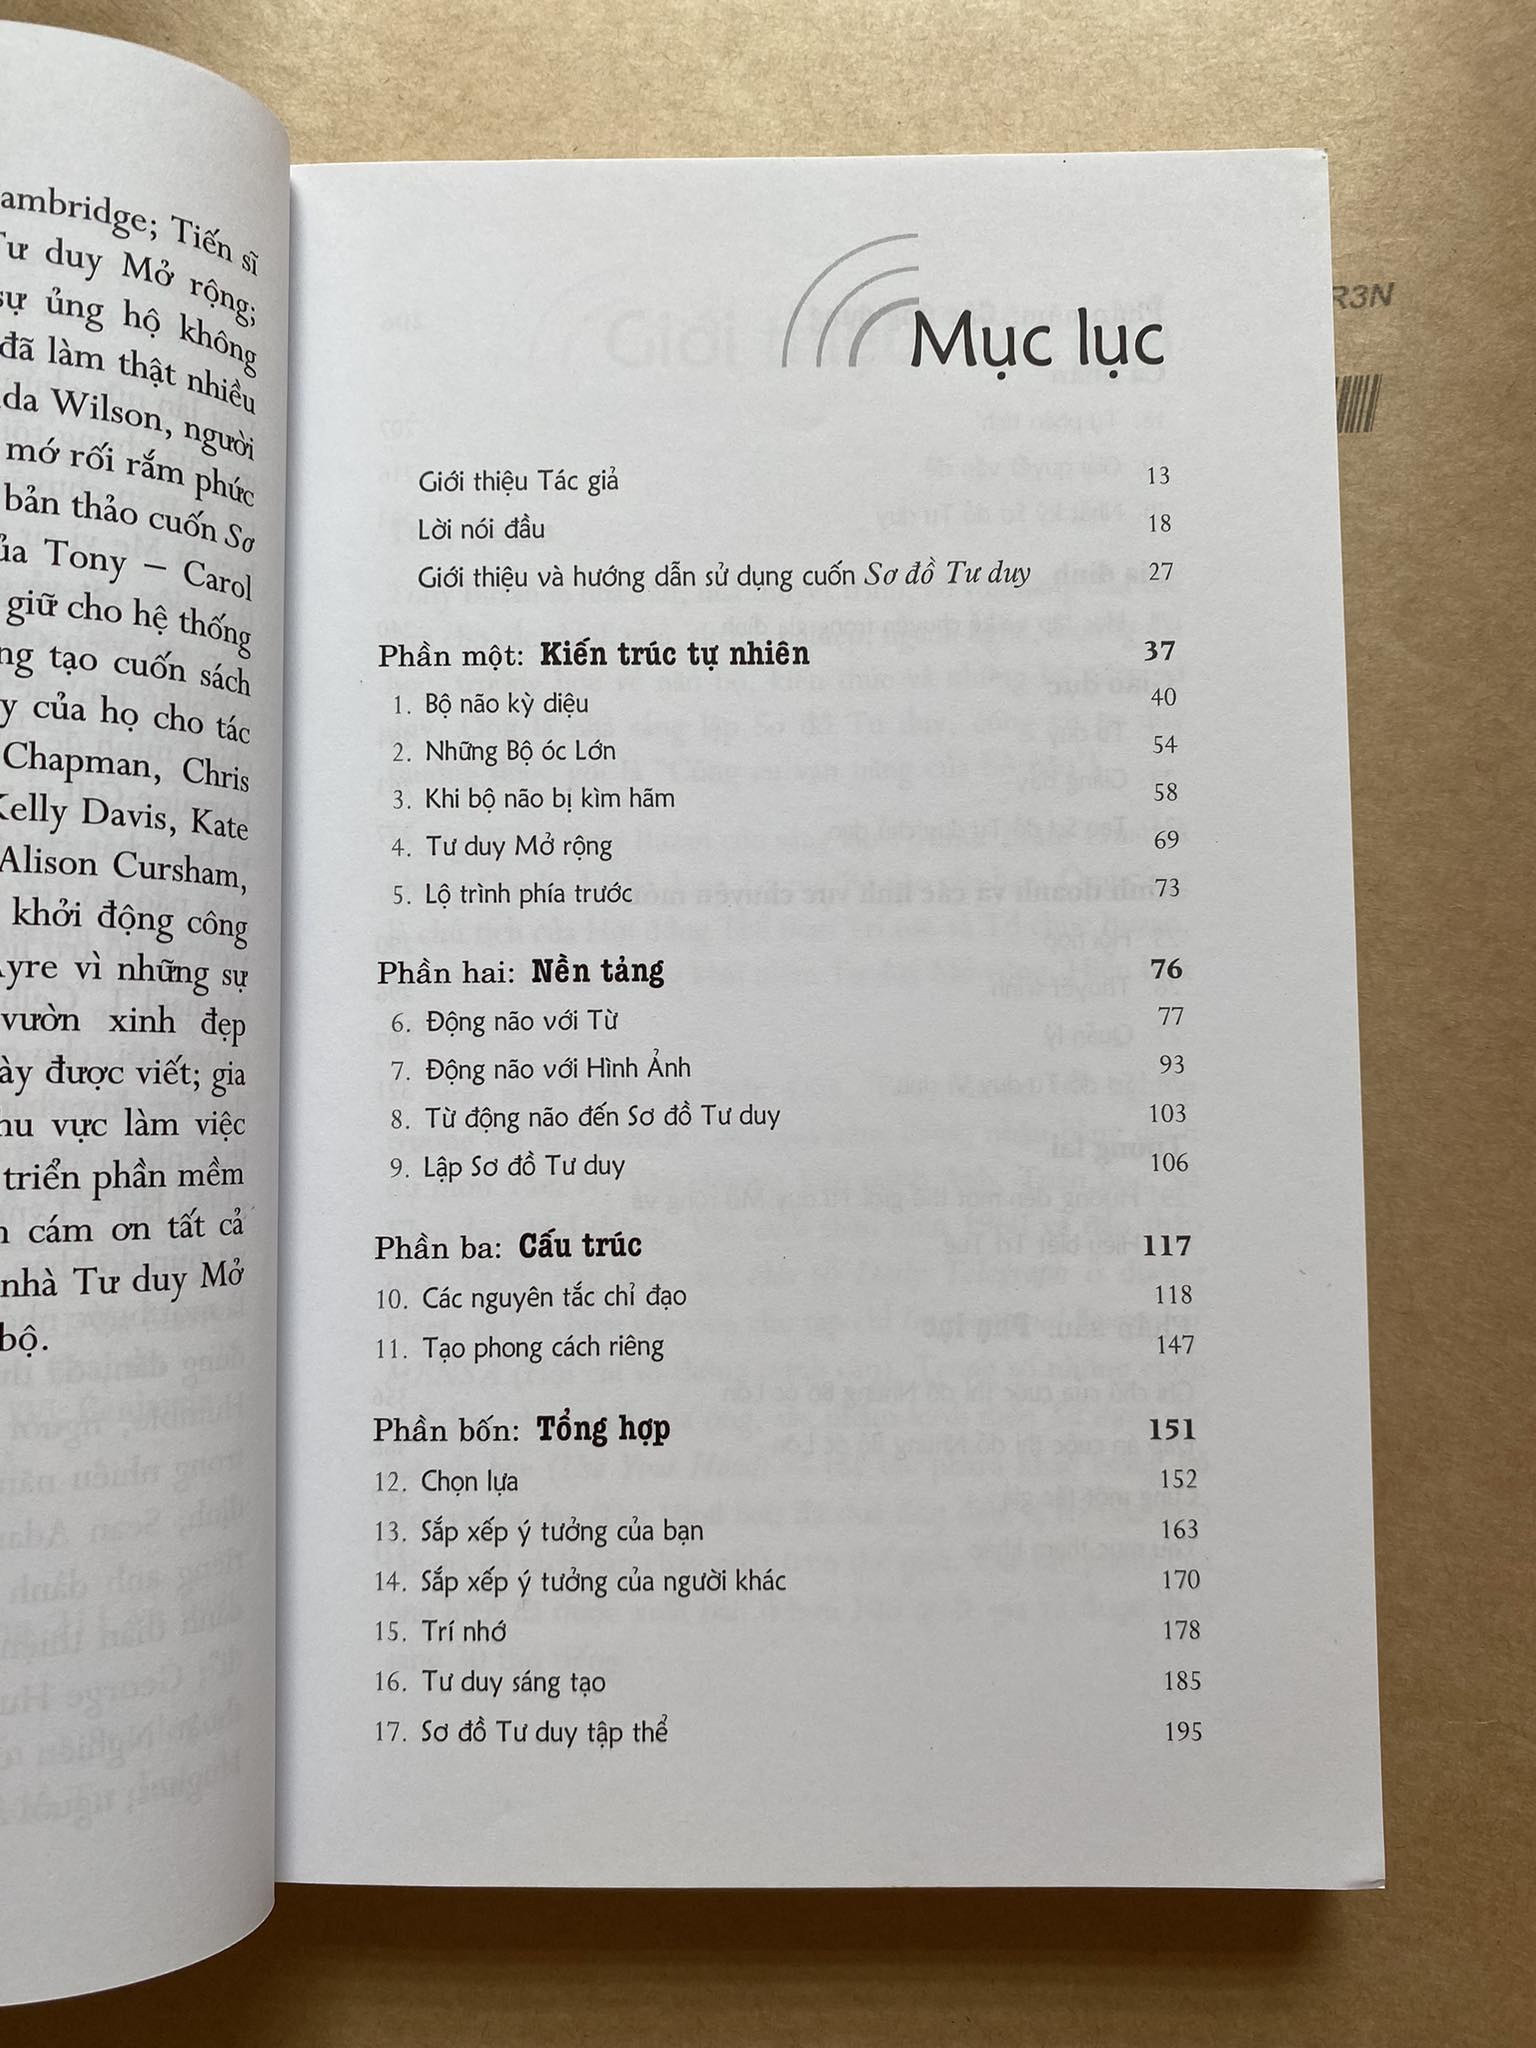 ambridge; Tiến sĩ
Tư duy Mở rộng;
sự ủng hộ không
đã làm thật nhiều
da Wilson, người
mớ rối rắm phức
bản thảo cuốn Sơ
ủa Tony – Carol
giữ cho hệ thống
ng tạo cuốn sách
y của họ cho tác
Chapman, Chris
Kelly Davis, Kate
Alison Cursham,
khởi động công
Ayre vì những sự
vườn xinh đẹp
ày được viết; gia
hu vực làm việc
triển phần mềm
n cám ơn tất cả
nhà Tư duy Mở
bộ.
Mục lục
Giới thiệu Tác giả 13
Lời nói đầu 18
Giới thiệu và hướng dẫn sử dụng cuốn Sơ đồ Tư duy 27
Phần một: Kiến trúc tự nhiên 37
1. Bộ não kỳ diệu 40
2. Những Bộ óc Lớn 54
3. Khi bộ não bị kìm hãm 58
4. Tư duy Mở rộng 69
5. Lộ trình phía trước 73
Phần hai: Nền tảng 76
6. Động não với Từ 77
7. Động não với Hình Ảnh 93
8. Từ động não đến Sơ đồ Tư duy 103
9. Lập Sơ đồ Tư duy 106
Phần ba: Cấu trúc 117
10. Các nguyên tắc chỉ đạo 118
11. Tạo phong cách riêng 147
Phần bốn: Tổng hợp 151
12. Chọn lựa 152
13. Sắp xếp ý tưởng của bạn 163
14. Sắp xếp ý tưởng của người khác 170
15. Trí nhớ 178
16. Tư duy sáng tạo 185
17. Sơ đồ Tư duy tập thể 195
R3N